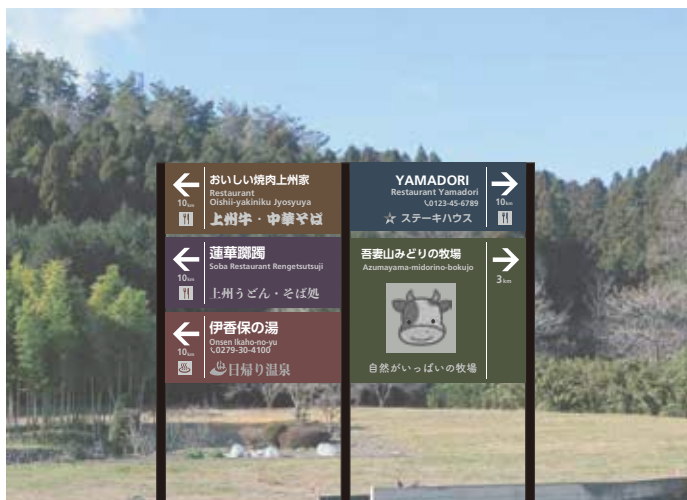 10km
おいしい焼肉上州家
Restaurant
Oishii-yakiniku Jyosyuya
上州牛・中華そば
10km
蓮華躑躅
Soba Restaurant Rengetsutsuji
上州うどん・そば処
10km
伊香保の湯
Onsen Ikaho-no-yu
0279-30-4100
日帰り温泉
YAMADORI
Restaurant Yamadori
0123-45-6789
☆ ステーキハウス
10km
吾妻山みどりの牧場
Azumayama-midorino-bokujo
自然がいっぱいの牧場
3km